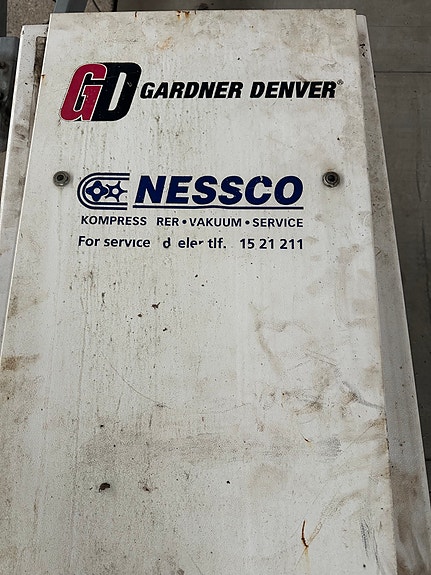 GD GARDNER DENVER®
NESSCO
KOMPRESS RER • VAKUUM • SERVICE
For service d eler tlf. 15 21 211